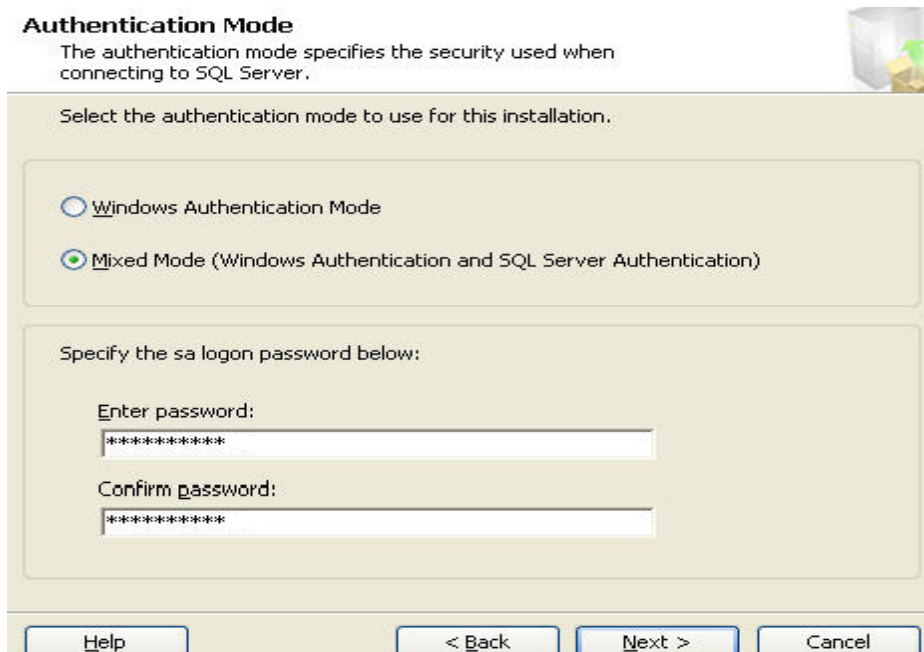 Authentication Mode
The authentication mode specifies the security used when
connecting to SQL Server.
Select the authentication mode to use for this installation.
Windows Authentication Mode
Mixed Mode (Windows Authentication and SQL Server Authentication)
Specify the sa logon password below:
Enter password:
**********
Confirm password:
**********
Help
< Back
Next >
Cancel